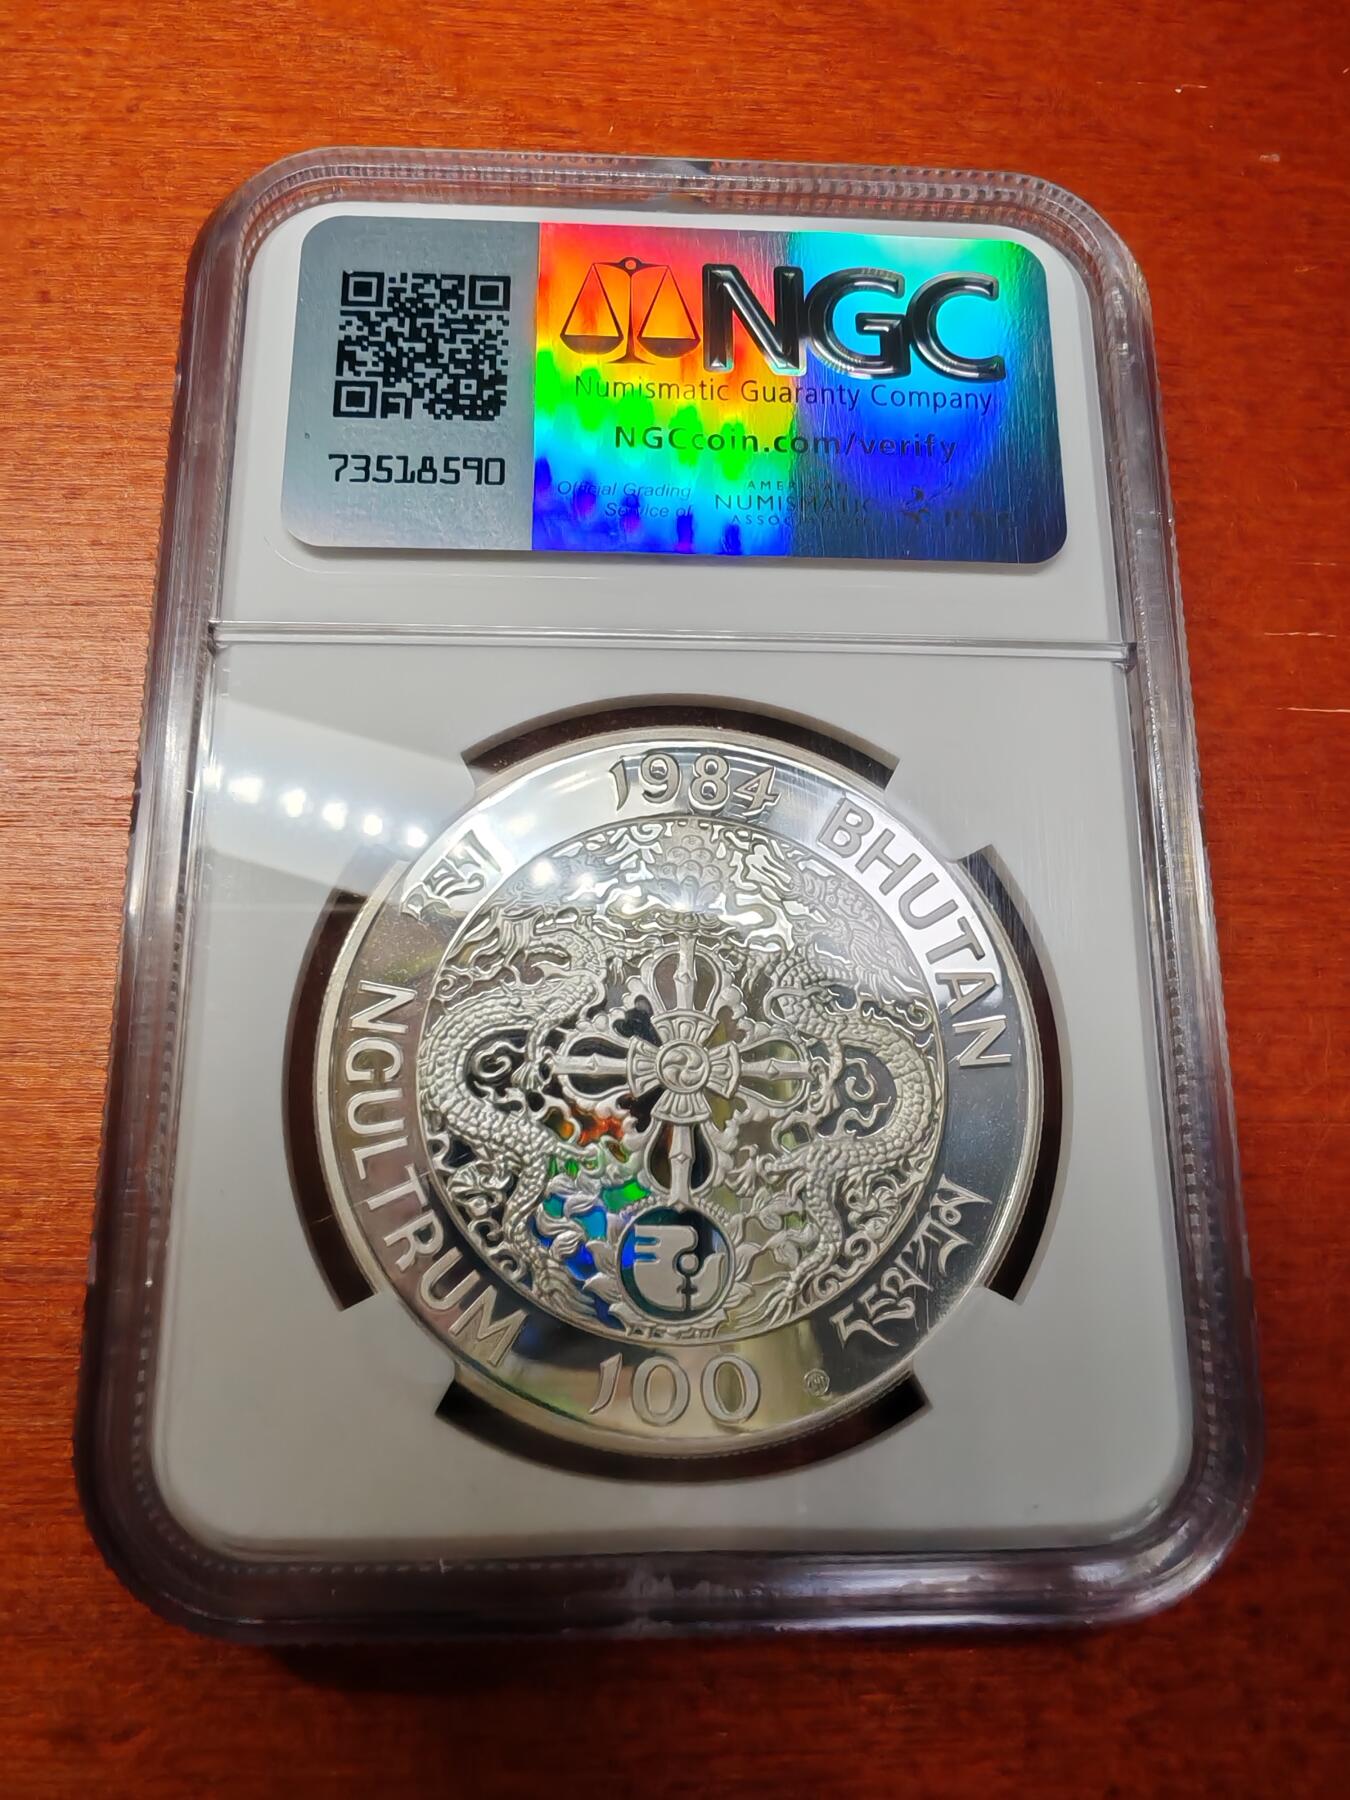 NGC
Numismatic Guaranty Company
NGCcoin.com/verify
73518590
Official Grading
Service of
AMERICAN
NUMISMATIC
ASSOCIATION
1984
BHUTAN
NGULTRUM
100